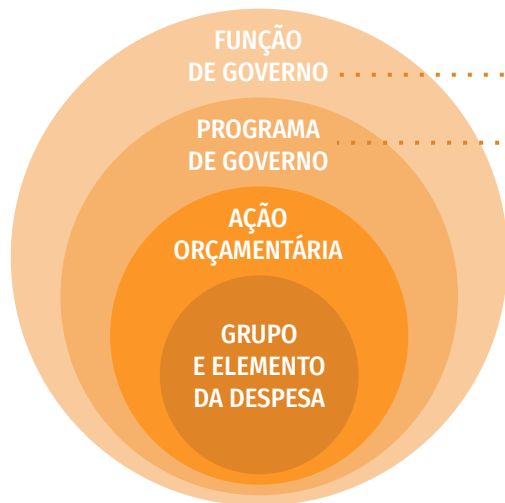 FUNÇÃO
DE GOVERNO
PROGRAMA
DE GOVERNO
AÇÃO
ORÇAMENTÁRIA
GRUPO
E ELEMENTO
DA DESPESA